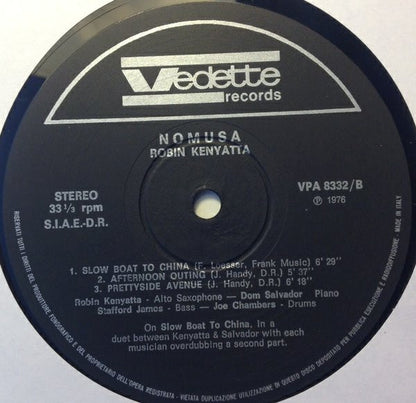 Vedette
records
NOMUSA
ROBIN KENYATTA
STEREO
33 1/3 rpm
S.I.A.E.-D.R.
VPA 8332/B
Ⓟ 1976
1. SLOW BOAT TO CHINA (F. Loesser, Frank Music) 6' 29"
2. AFTERNOON OUTING (J. Handy, D.R.) 5' 37"
3. PRETTYSIDE AVENUE (J. Handy, D.R.) 6' 18"
Robin Kenyatta - Alto Saxophone — Dom Salvador - Piano
Stafford James - Bass — Joe Chambers - Drums
On Slow Boat To China. In a
duet between Kenyatta & Salvador with each
musician overdubbing a second part.
RISERVATI TUTTI I DIRITTI DEL PRODUTTORE FONOGRAFICO E DEL PROPRIETARIO DELL'OPERA REGISTRATA - VIETATA DUPLICAZIONE UTILIZZAZIONE DI QUESTO DISCO DEPOSITATO PER PUBBLICA ESECUZIONE E RADIODIFFUSIONE - MADE IN ITALY